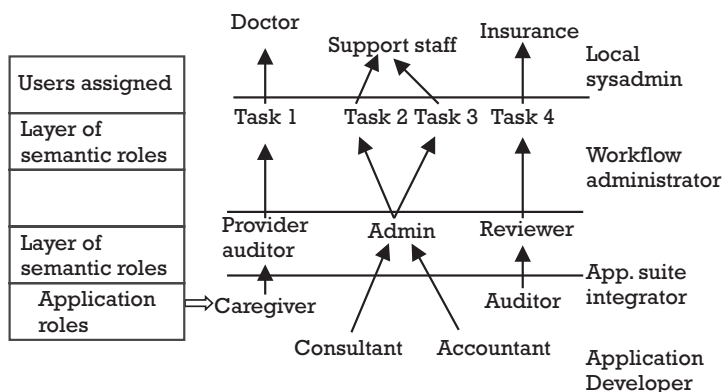 Doctor
Support staff
Insurance
Local
sysadmin
Users assigned
Task 1
Task 2
Task 3
Task 4
Layer of
semantic roles
Workflow
administrator
Provider
auditor
Admin
Reviewer
Layer of
semantic roles
App. suite
integrator
Application
roles
Caregiver
Auditor
Consultant
Accountant
Application
Developer